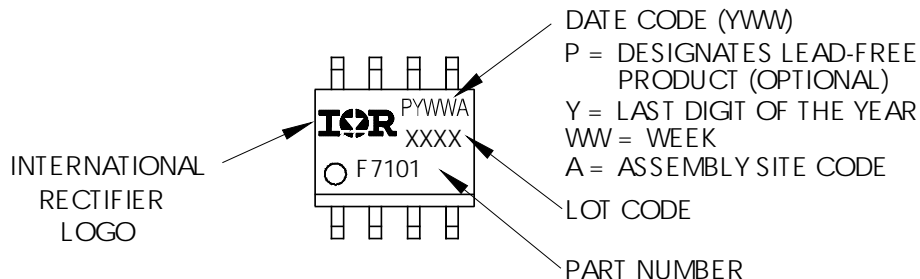 DATE CODE (YWW)
P = DESIGNATES LEAD-FREE
PRODUCT (OPTIONAL)
Y = LAST DIGIT OF THE YEAR
WW = WEEK
A = ASSEMBLY SITE CODE
LOT CODE
PART NUMBER
INTERNATIONAL
RECTIFIER
LOGO
IOR
PYWWA
XXXX
F7101